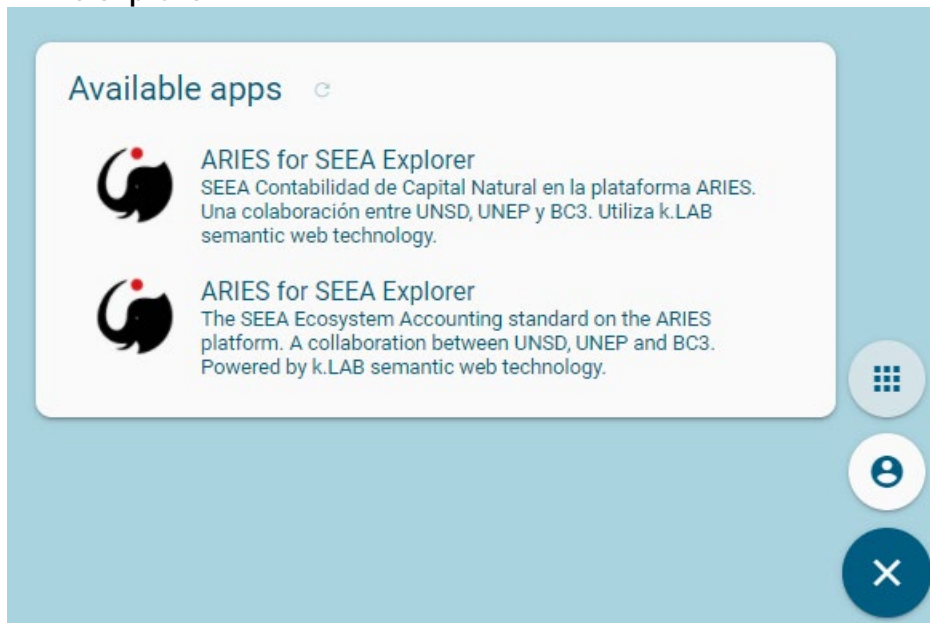 Available apps
ARIES for SEEA Explorer
SEEA Contabilidad de Capital Natural en la plataforma ARIES.
Una colaboración entre UNSD, UNEP y BC3. Utiliza k.LAB
semantic web technology.
ARIES for SEEA Explorer
The SEEA Ecosystem Accounting standard on the ARIES
platform. A collaboration between UNSD, UNEP and BC3.
Powered by k.LAB semantic web technology.